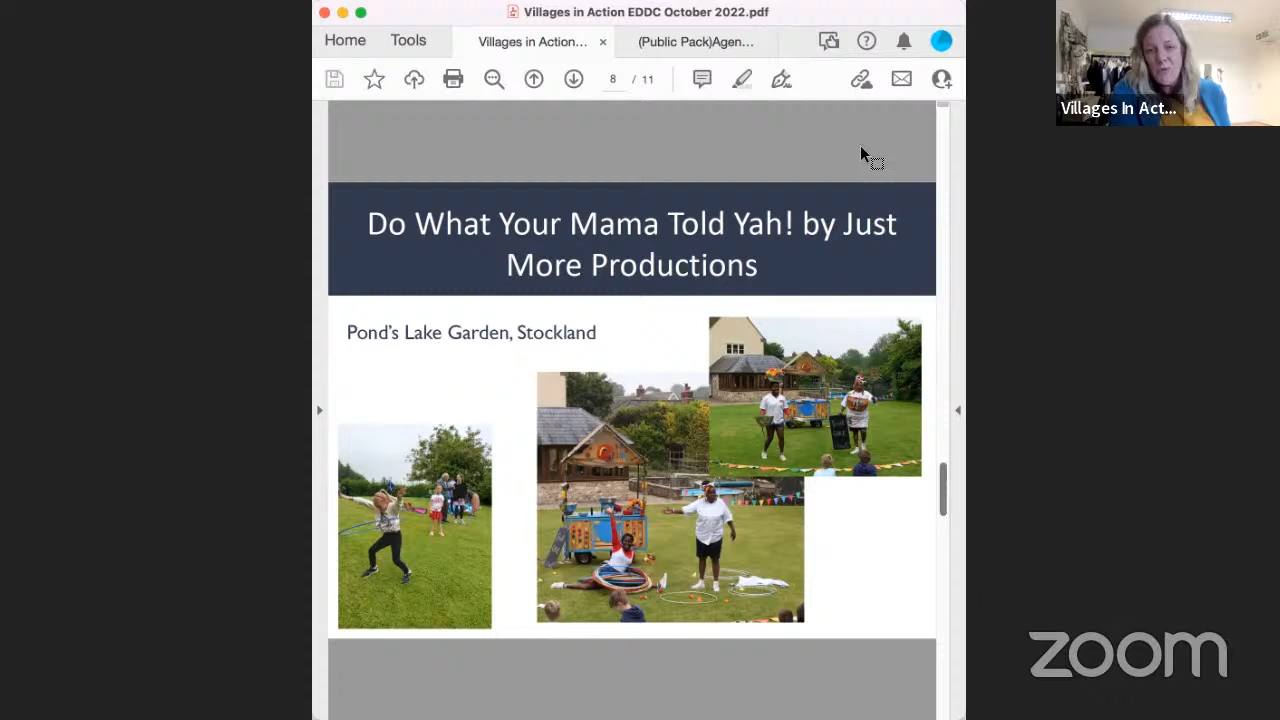 Villages in Action EDDC October 2022.pdf
Home
Tools
Villages in Action...
(Public Pack)Agen...
8 / 11
Villages In Act...
Do What Your Mama Told Yah! by Just
More Productions
Pond's Lake Garden, Stockland
zoom